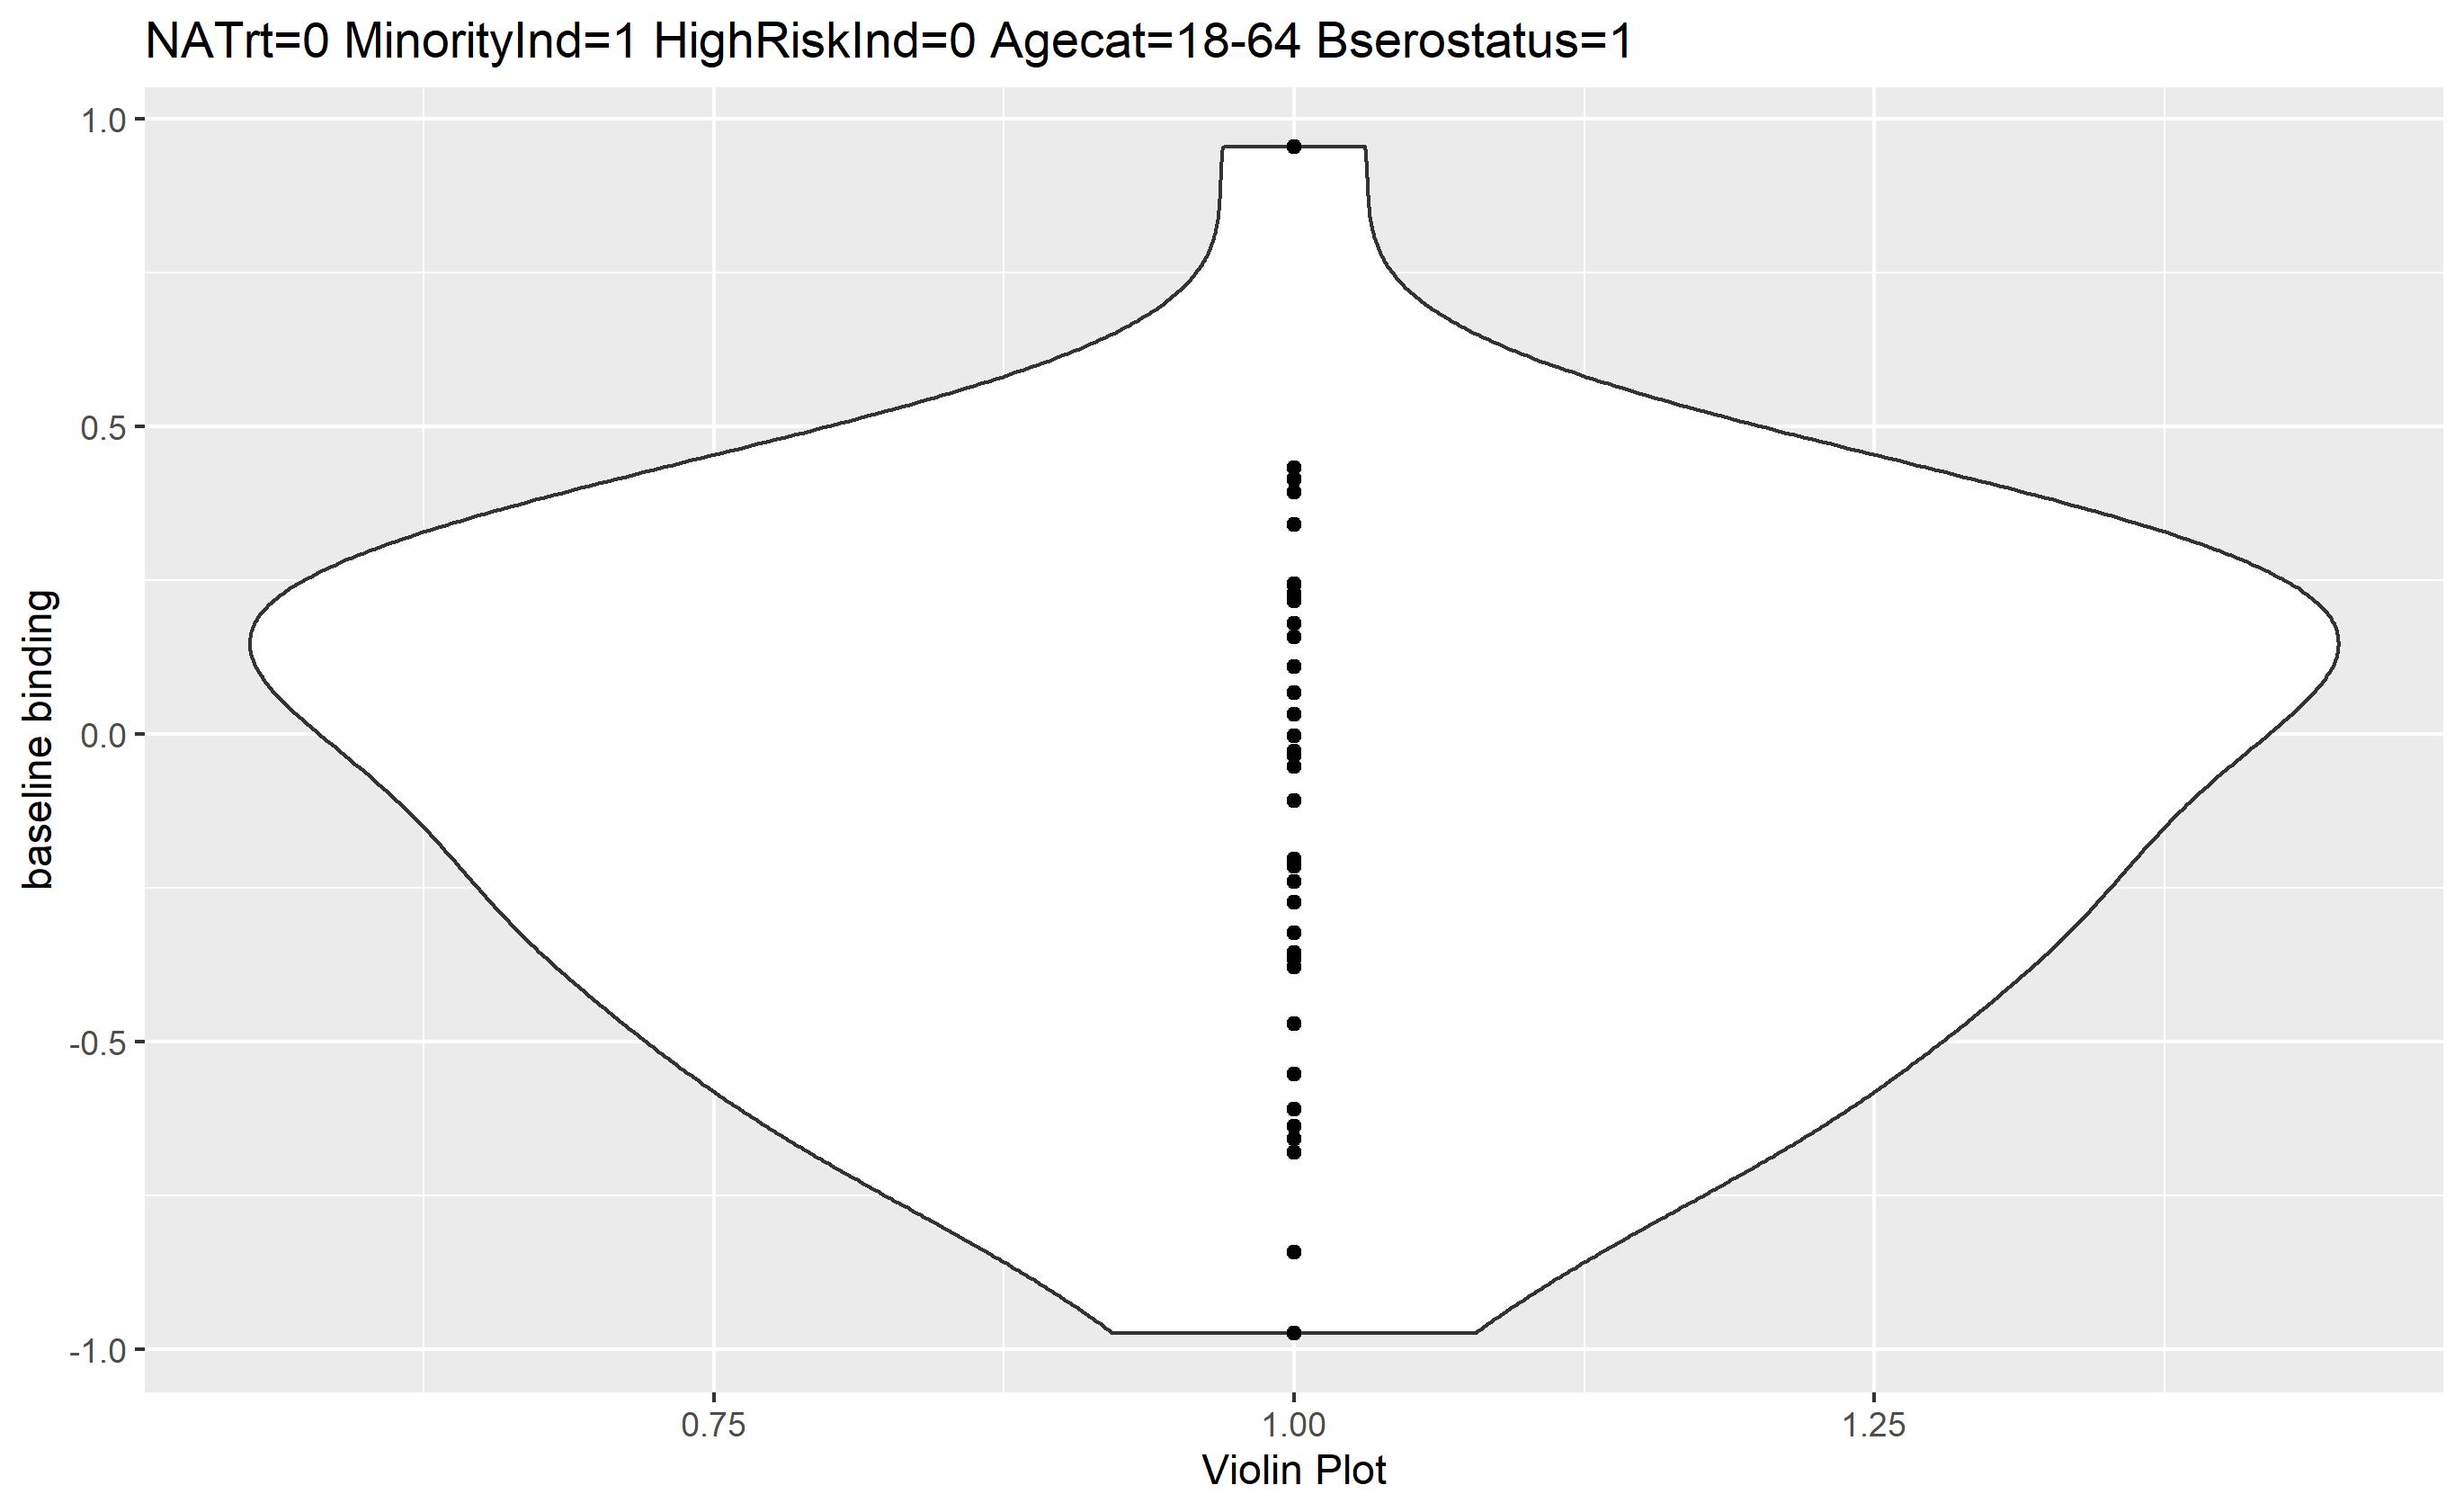 NATrt=0 MinorityInd=1 HighRiskInd=0 Agecat=18-64 Bserostatus=1
1.0
0.5
0.0
-0.5
-1.0
baseline binding
0.75
1.00
1.25
Violin Plot